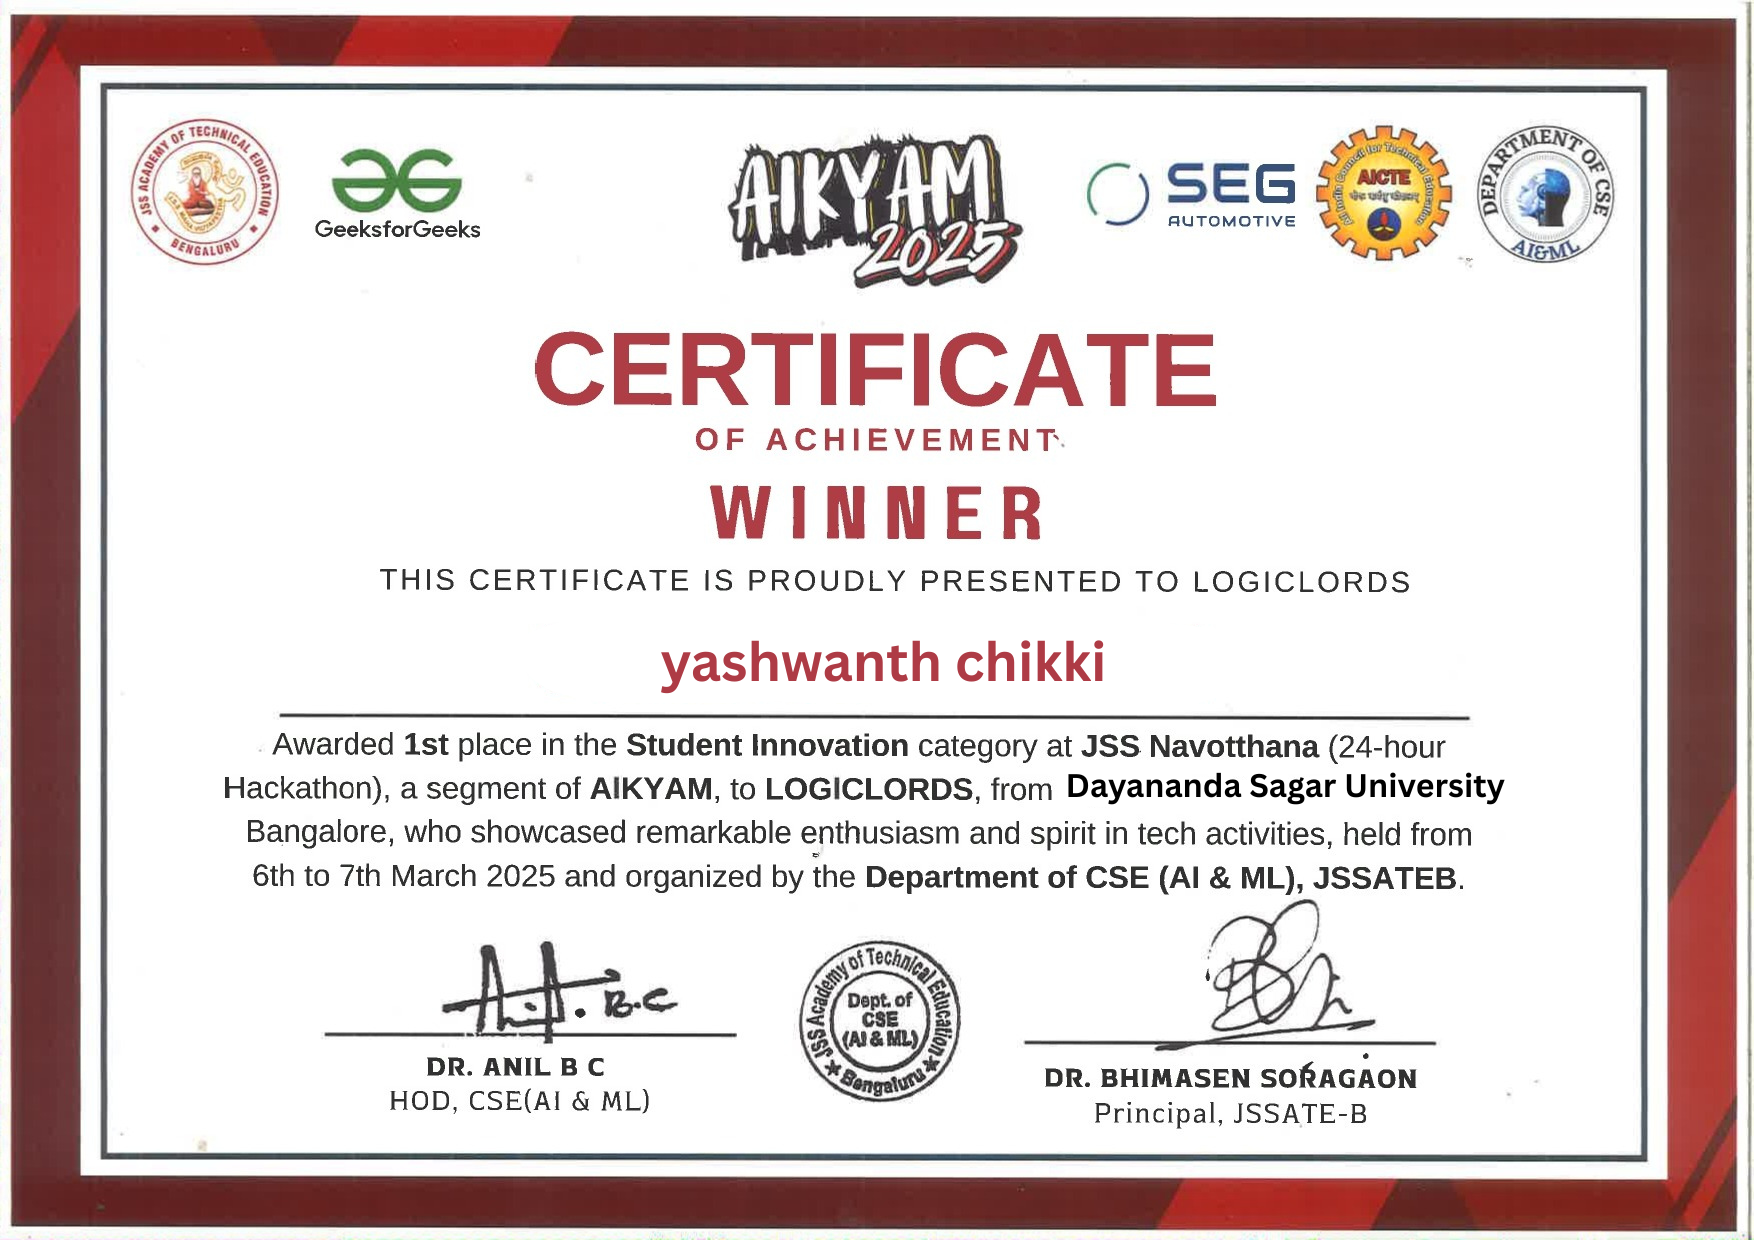 JSS ACADEMY OF TECHNICAL EDUCATION
BENGALURU
GeeksforGeeks
AIKYAM
2025
SEG
AUTOMOTIVE
All India Council for Technical Education
AICTE
DEPARTMENT OF CSE
AI&ML
CERTIFICATE
OF ACHIEVEMENT
WINNER
THIS CERTIFICATE IS PROUDLY PRESENTED TO LOGICLORDS
yashwanth chikki
Awarded 1st place in the Student Innovation category at JSS Navotthana (24-hour
Hackathon), a segment of AIKYAM, to LOGICLORDS, from Dayananda Sagar University
Bangalore, who showcased remarkable enthusiasm and spirit in tech activities, held from
6th to 7th March 2025 and organized by the Department of CSE (AI & ML), JSSATEB.
B.C
JSS Academy of Technical Education
Dept. of
CSE
(AI & ML)
Bengaluru
DR. ANIL B C
HOD, CSE(AI & ML)
DR. BHIMASEN SORAGAON
Principal, JSSATE-B